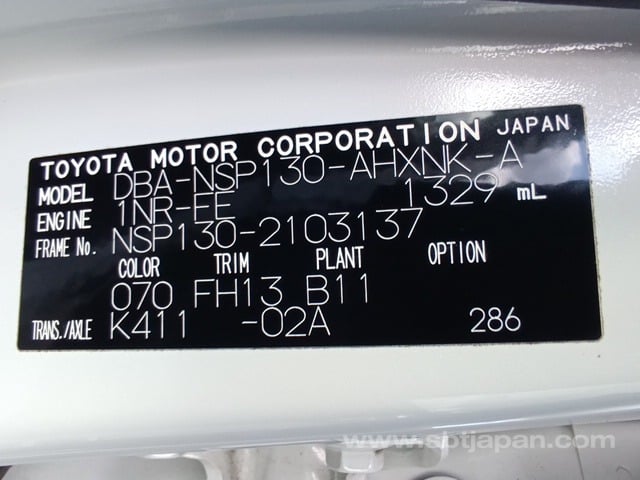 TOYOTA MOTOR CORPORATION JAPAN
MODEL DBA-NSP130-AHXNK-A
ENGINE 1NR-FE 1329 mL
FRAME No. NSP130-2103137
COLOR TRIM PLANT OPTION
070 FH13 B11
TRANS./AXLE K411 -02A 286
www.sbtjapan.com